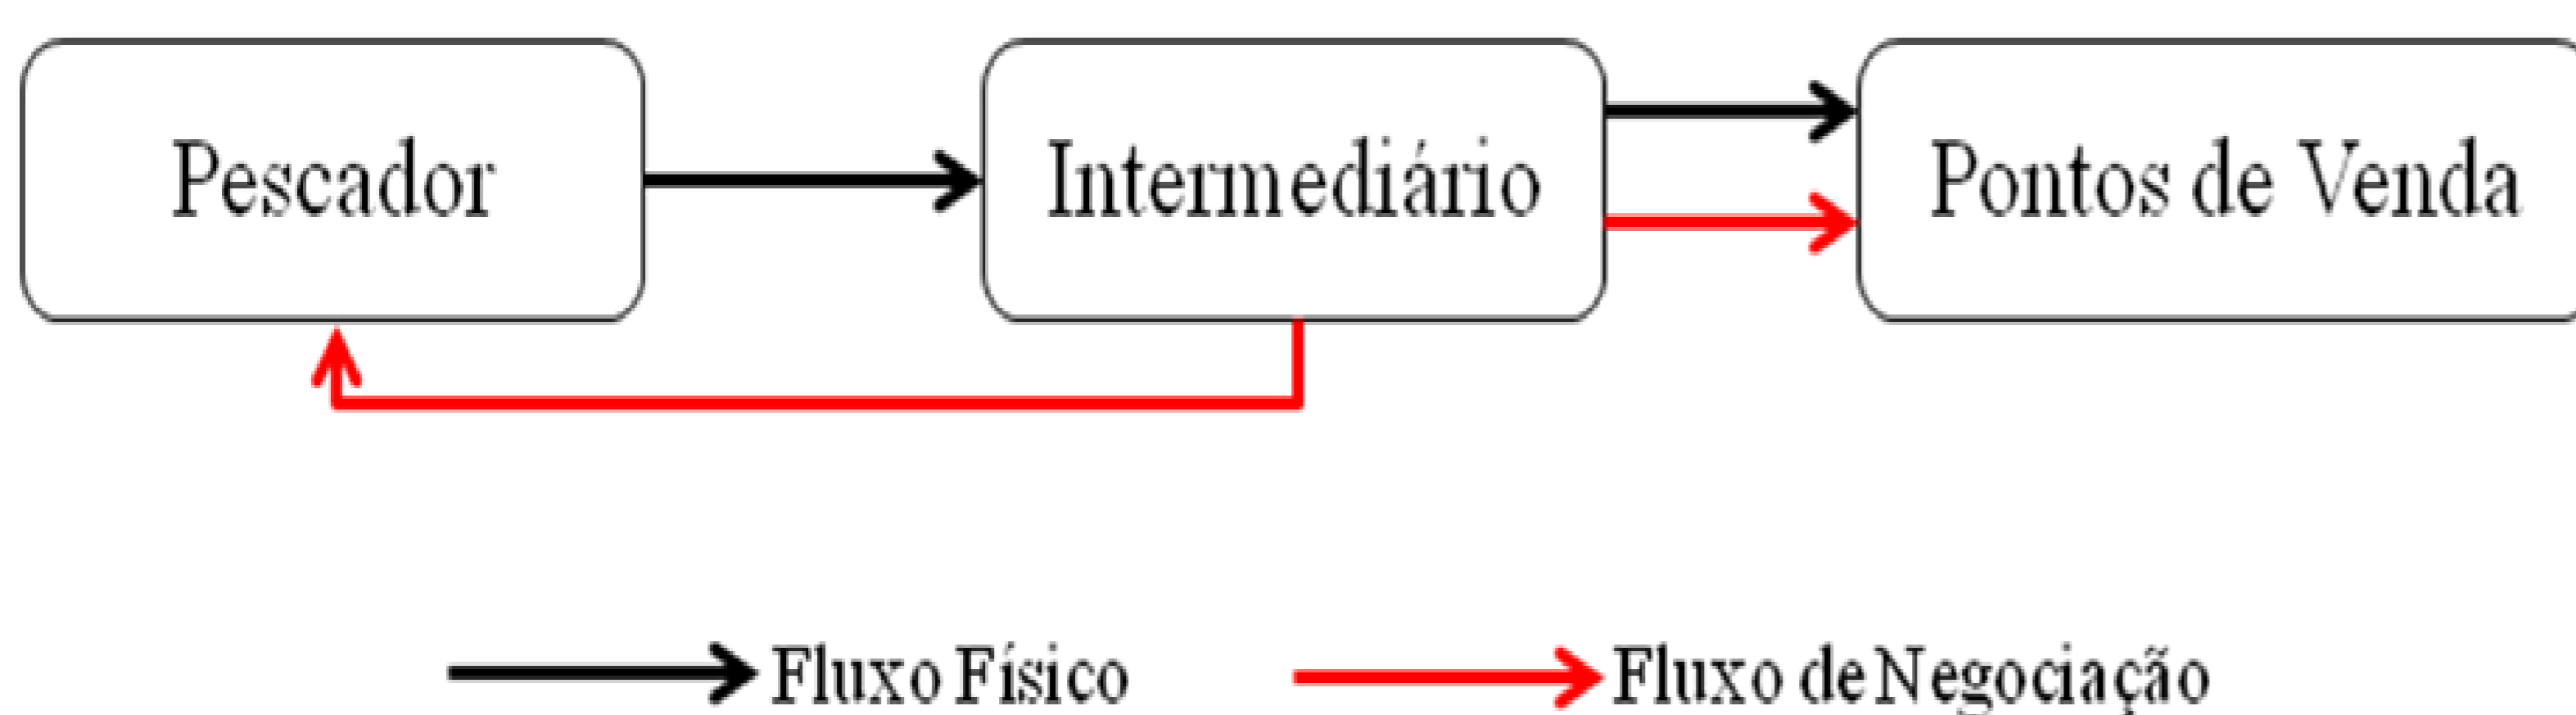 Pescador
Intermediário
Pontos de Venda
Fluxo Físico
Fluxo de Negociação